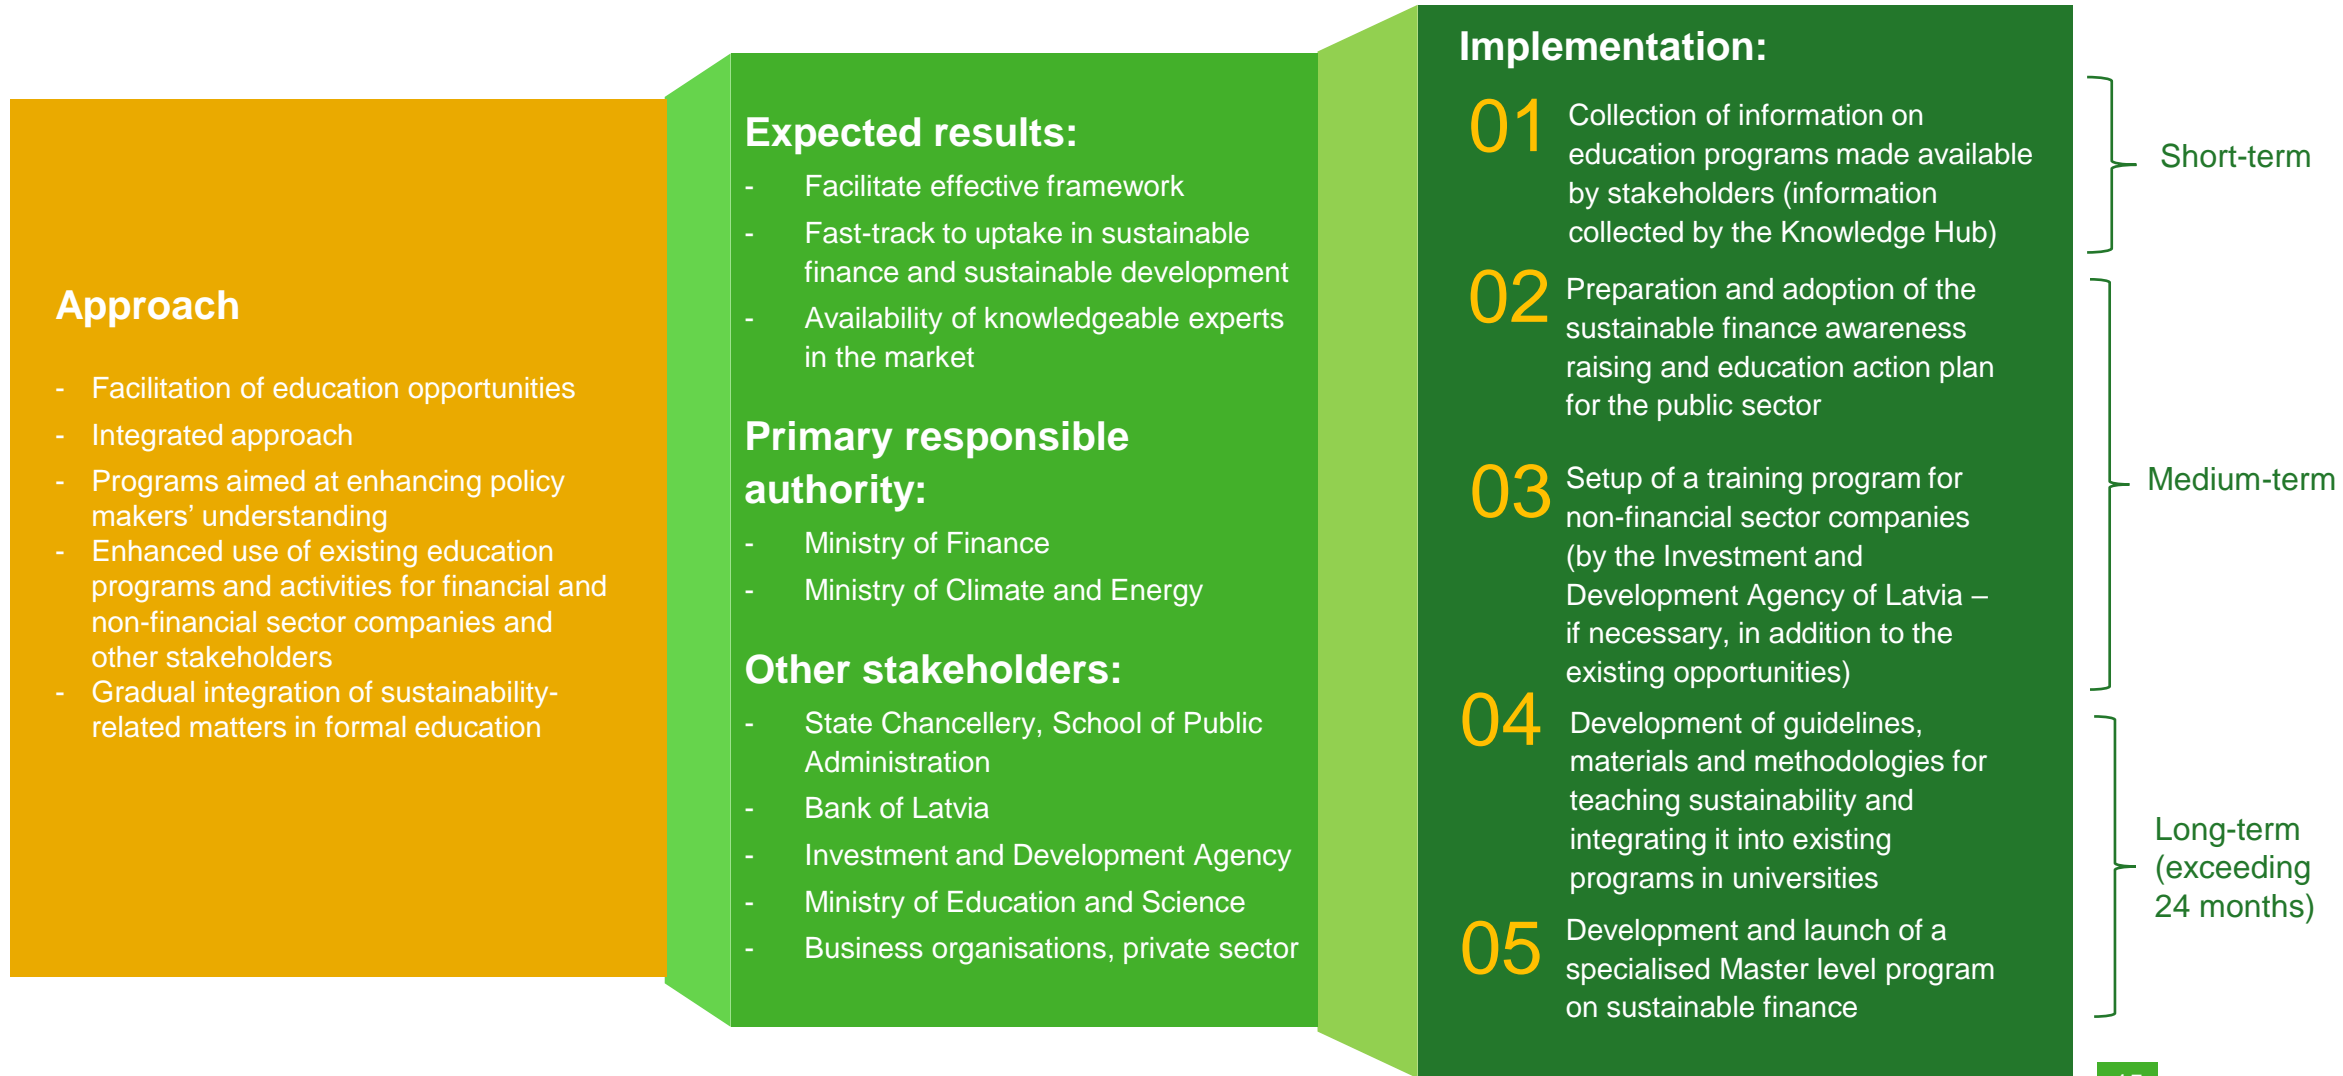 Approach
- Facilitation of education opportunities
- Integrated approach
- Programs aimed at enhancing policy
makers’ understanding
- Enhanced use of existing education
programs and activities for financial and
non-financial sector companies and
other stakeholders
- Gradual integration of sustainability-
related matters in formal education
Expected results:
- Facilitate effective framework
- Fast-track to uptake in sustainable
finance and sustainable development
- Availability of knowledgeable experts
in the market
Primary responsible
authority:
- Ministry of Finance
- Ministry of Climate and Energy
Other stakeholders:
- State Chancellery, School of Public
Administration
- Bank of Latvia
- Investment and Development Agency
- Ministry of Education and Science
- Business organisations, private sector
Implementation:
01 Collection of information on
education programs made available
by stakeholders (information
collected by the Knowledge Hub)
02 Preparation and adoption of the
sustainable finance awareness
raising and education action plan
for the public sector
03 Setup of a training program for
non-financial sector companies
(by the Investment and
Development Agency of Latvia –
if necessary, in addition to the
existing opportunities)
04 Development of guidelines,
materials and methodologies for
teaching sustainability and
integrating it into existing
programs in universities
05 Development and launch of a
specialised Master level program
on sustainable finance
Short-term
Medium-term
Long-term
(exceeding
24 months)